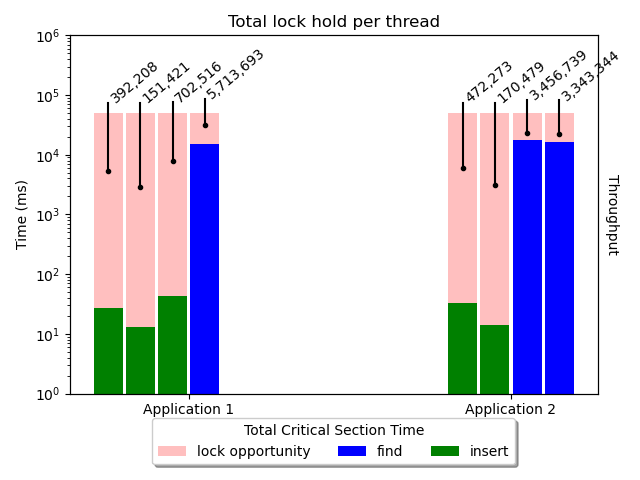 Total lock hold per thread
392,208
151,421
702,516
5,713,693
472,273
170,479
3,456,739
3,343,344
10⁶
10⁵
10⁴
10³
10²
10¹
10⁰
Time (ms)
Throughput
Application 1
Application 2
Total Critical Section Time
lock opportunity find insert